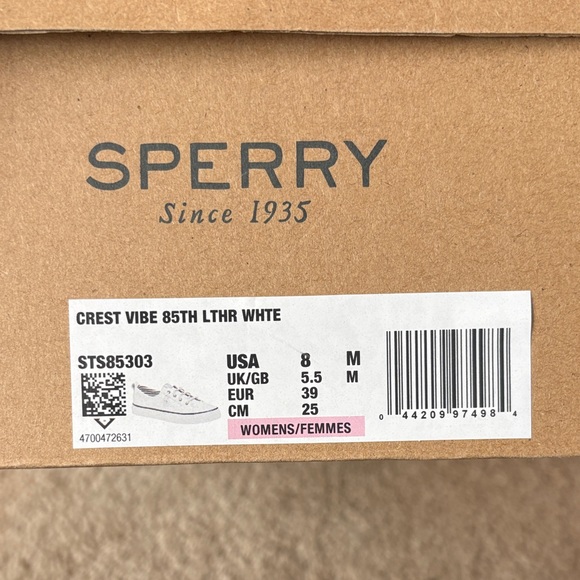 SPERRY
Since 1935
CREST VIBE 85TH LTHR WHTE
STS85303
4700472631
USA 8 M
UK/GB 5.5 M
EUR 39
CM 25
WOMENS/FEMMES
0 44209 97498 4